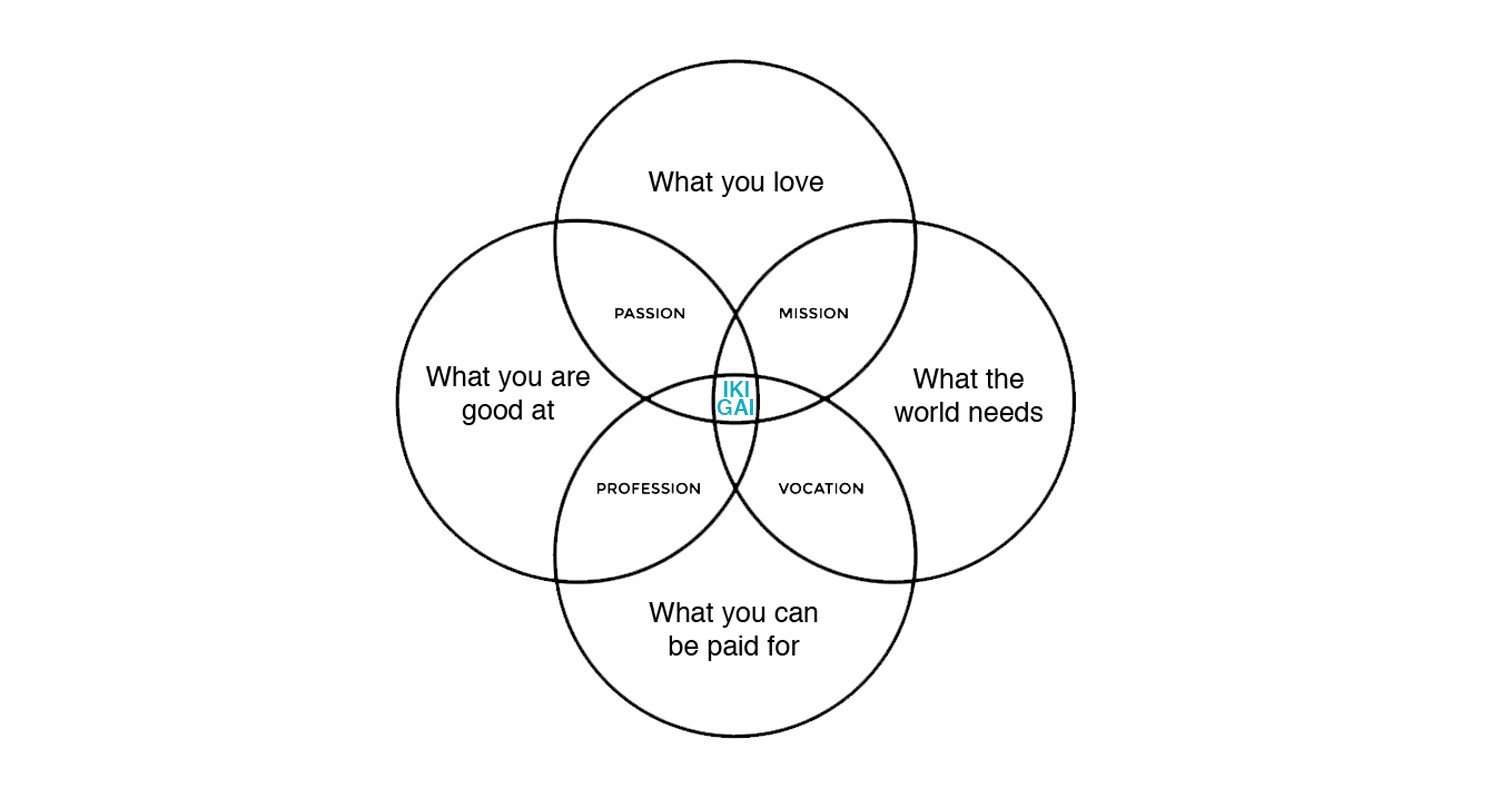 What you love
PASSION
MISSION
What you are
good at
What the
world needs
IKI
GAI
PROFESSION
VOCATION
What you can
be paid for